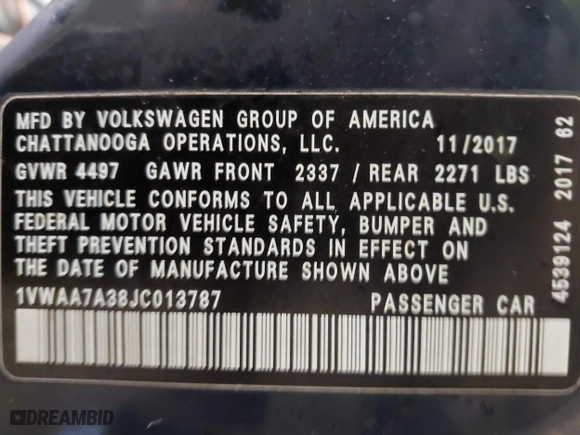 MFD BY VOLKSWAGEN GROUP OF AMERICA
CHATTANOOGA OPERATIONS, LLC. 11/2017
GVWR 4497 GAWR FRONT 2337 / REAR 2271 LBS
THIS VEHICLE CONFORMS TO ALL APPLICABLE U.S.
FEDERAL MOTOR VEHICLE SAFETY, BUMPER AND
THEFT PREVENTION STANDARDS IN EFFECT ON
THE DATE OF MANUFACTURE SHOWN ABOVE
1VWAA7A38JC013787 PASSENGER CAR
4539124 2017 62
DREAMBID